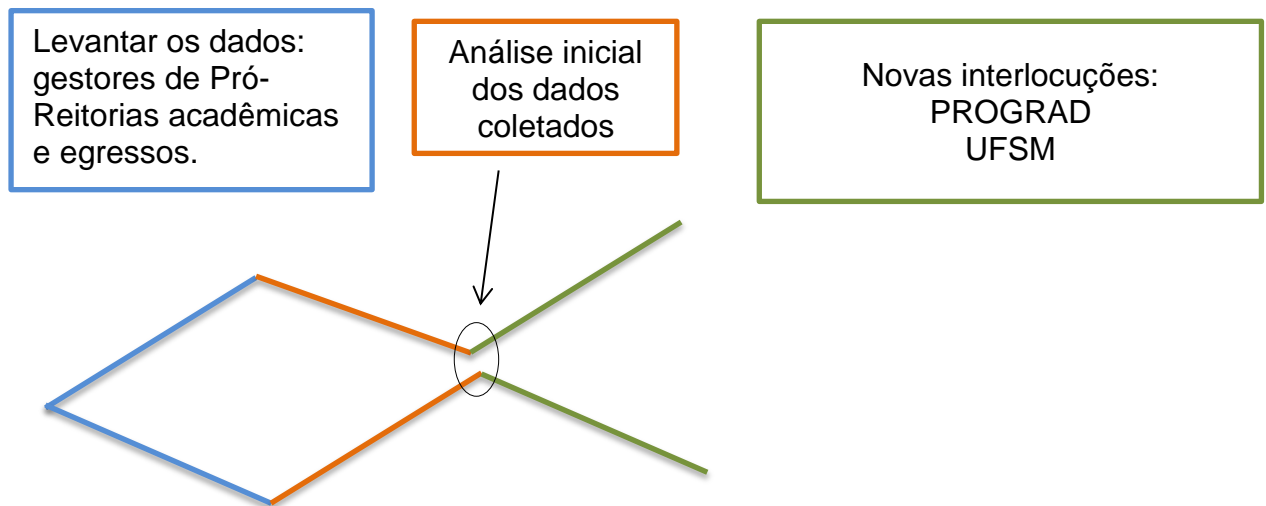 Levantar os dados:
gestores de Pró-
Reitorias acadêmicas
e egressos.
Análise inicial
dos dados
coletados
Novas interlocuções:
PROGRAD
UFSM